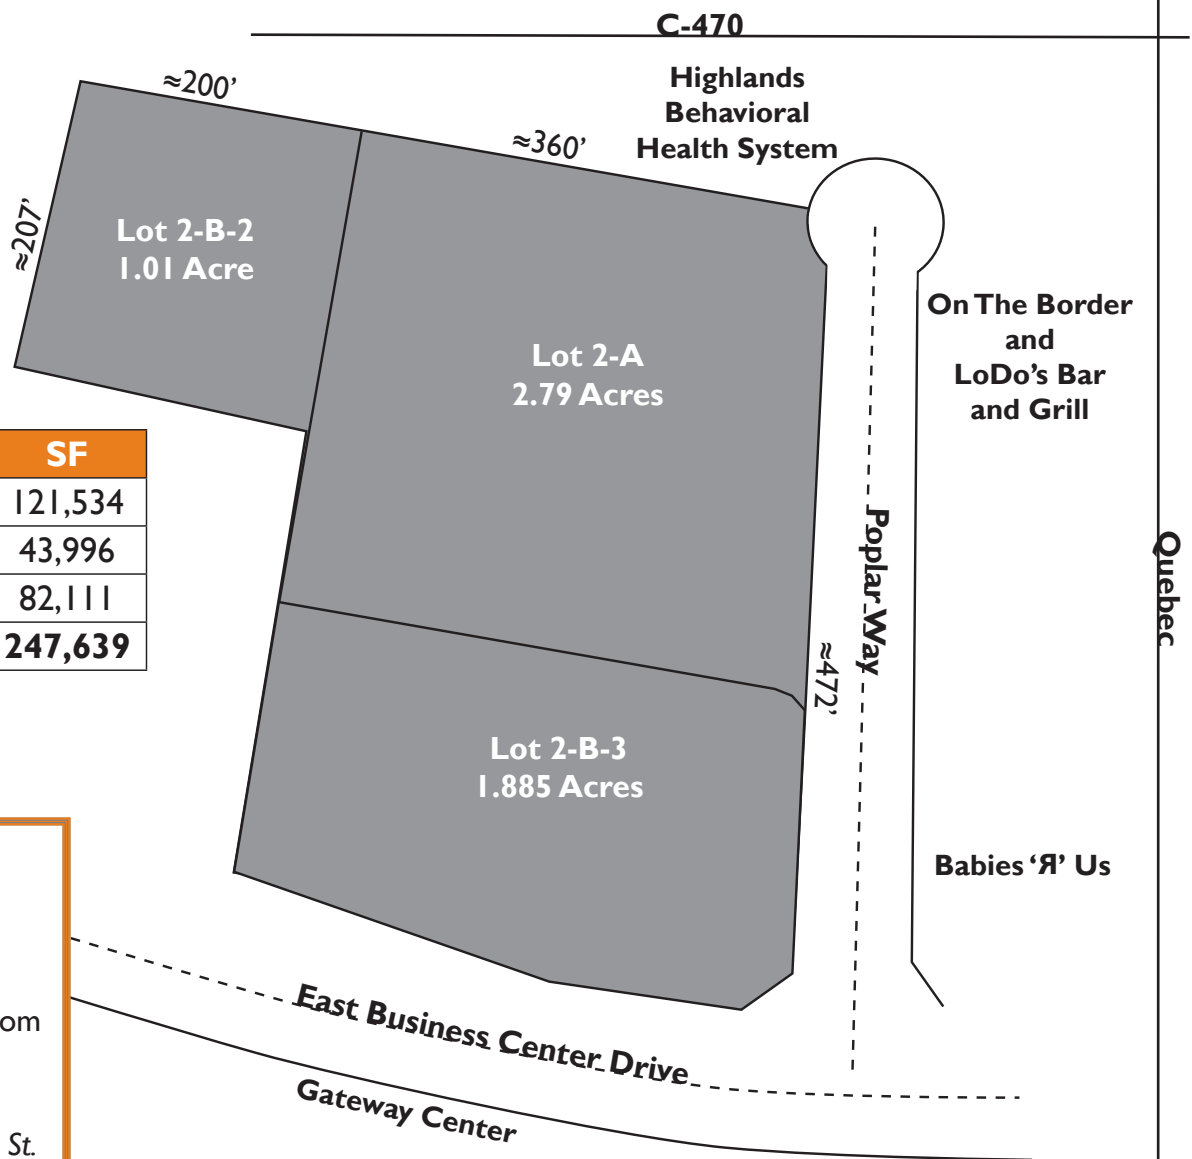 C-470
≈200’
Highlands
Behavioral
Health System
≈360’
≈207’
Lot 2-B-2
1.01 Acre
On The Border
and
LoDo’s Bar
and Grill
Lot 2-A
2.79 Acres
SF
121,534
43,996
82,111
247,639
Poplar Way
Quebec
≈472’
Lot 2-B-3
1.885 Acres
Babies ‘Я’ Us
East Business Center Drive
om
Gateway Center
St.